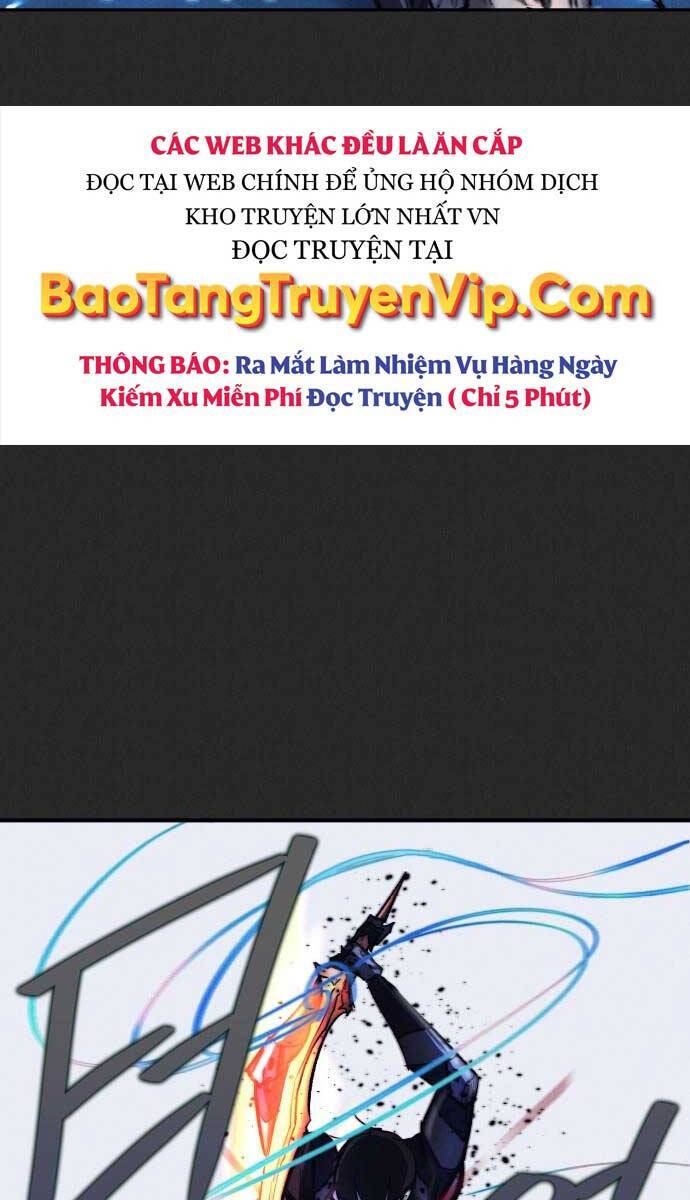 CÁC WEB KHÁC ĐỀU LÀ ĂN CẮP
ĐỌC TẠI WEB CHÍNH ĐỂ ỦNG HỘ NHÓM DỊCH
KHO TRUYỆN LỚN NHẤT VN
ĐỌC TRUYỆN TẠI
BaoTangTruyenVip.Com
THÔNG BÁO: Ra Mắt Làm Nhiệm Vụ Hàng Ngày
Kiếm Xu Miễn Phí Đọc Truyện ( Chỉ 5 Phút)